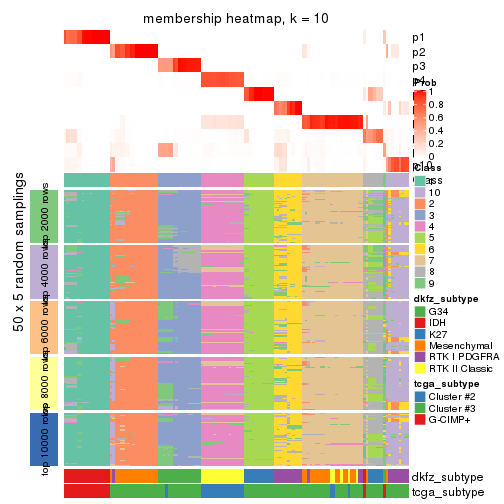 membership heatmap, k = 10
p1
p2
p3
p4
p10
Prob
1
0.8
0.6
0.4
0.2
0
Class
Class
1
10
2
3
4
5
6
7
8
9
dkfz_subtype
G34
IDH
K27
Mesenchymal
RTK I PDGFRA
RTK II Classic
tcga_subtype
Cluster #2
Cluster #3
G-CIMP+
50 x 5 random samplings
top 2000 rows
top 4000 rows
top 6000 rows
top 8000 rows
top 10000 rows
dkfz_subtype
tcga_subtype